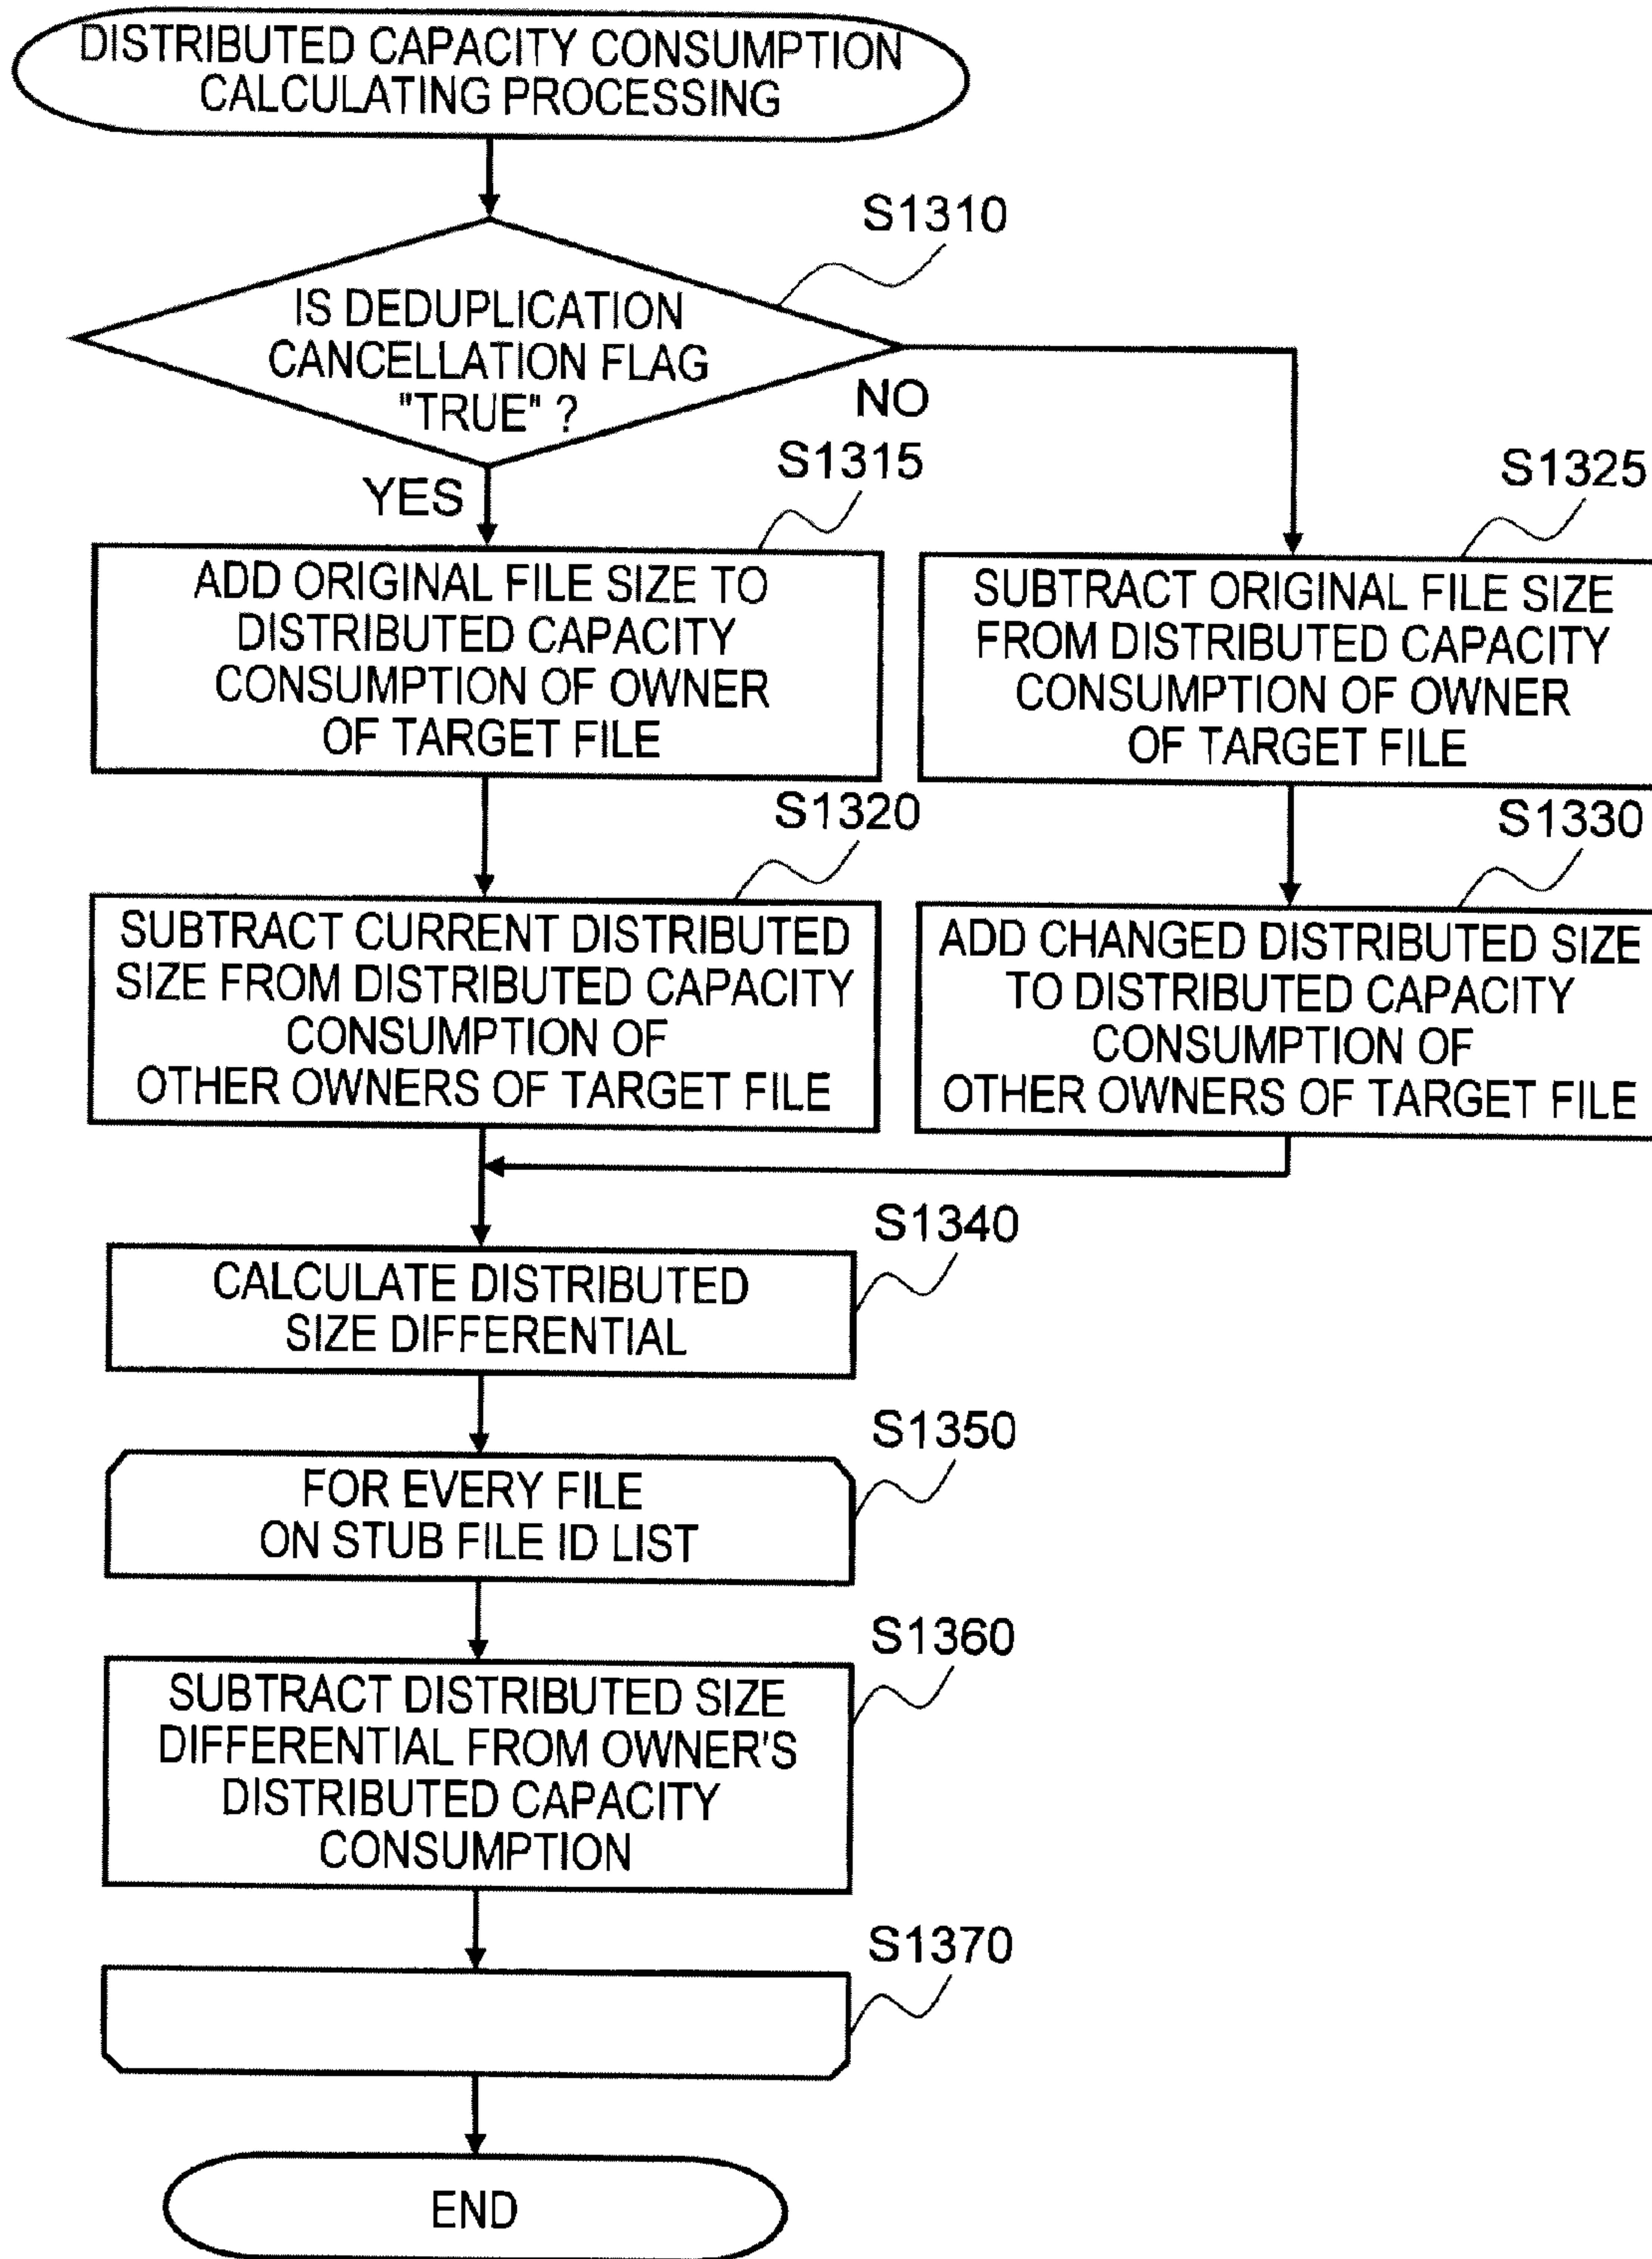 DISTRIBUTED CAPACITY CONSUMPTION
CALCULATING PROCESSING
S1310
IS DEDUPLICATION
CANCELLATION FLAG
"TRUE" ?
NO
YES
S1315
S1325
ADD ORIGINAL FILE SIZE TO
DISTRIBUTED CAPACITY
CONSUMPTION OF OWNER
OF TARGET FILE
SUBTRACT ORIGINAL FILE SIZE
FROM DISTRIBUTED CAPACITY
CONSUMPTION OF OWNER
OF TARGET FILE
S1320
S1330
SUBTRACT CURRENT DISTRIBUTED
SIZE FROM DISTRIBUTED CAPACITY
CONSUMPTION OF
OTHER OWNERS OF TARGET FILE
ADD CHANGED DISTRIBUTED SIZE
TO DISTRIBUTED CAPACITY
CONSUMPTION OF
OTHER OWNERS OF TARGET FILE
S1340
CALCULATE DISTRIBUTED
SIZE DIFFERENTIAL
S1350
FOR EVERY FILE
ON STUB FILE ID LIST
S1360
SUBTRACT DISTRIBUTED SIZE
DIFFERENTIAL FROM OWNER'S
DISTRIBUTED CAPACITY
CONSUMPTION
S1370
END